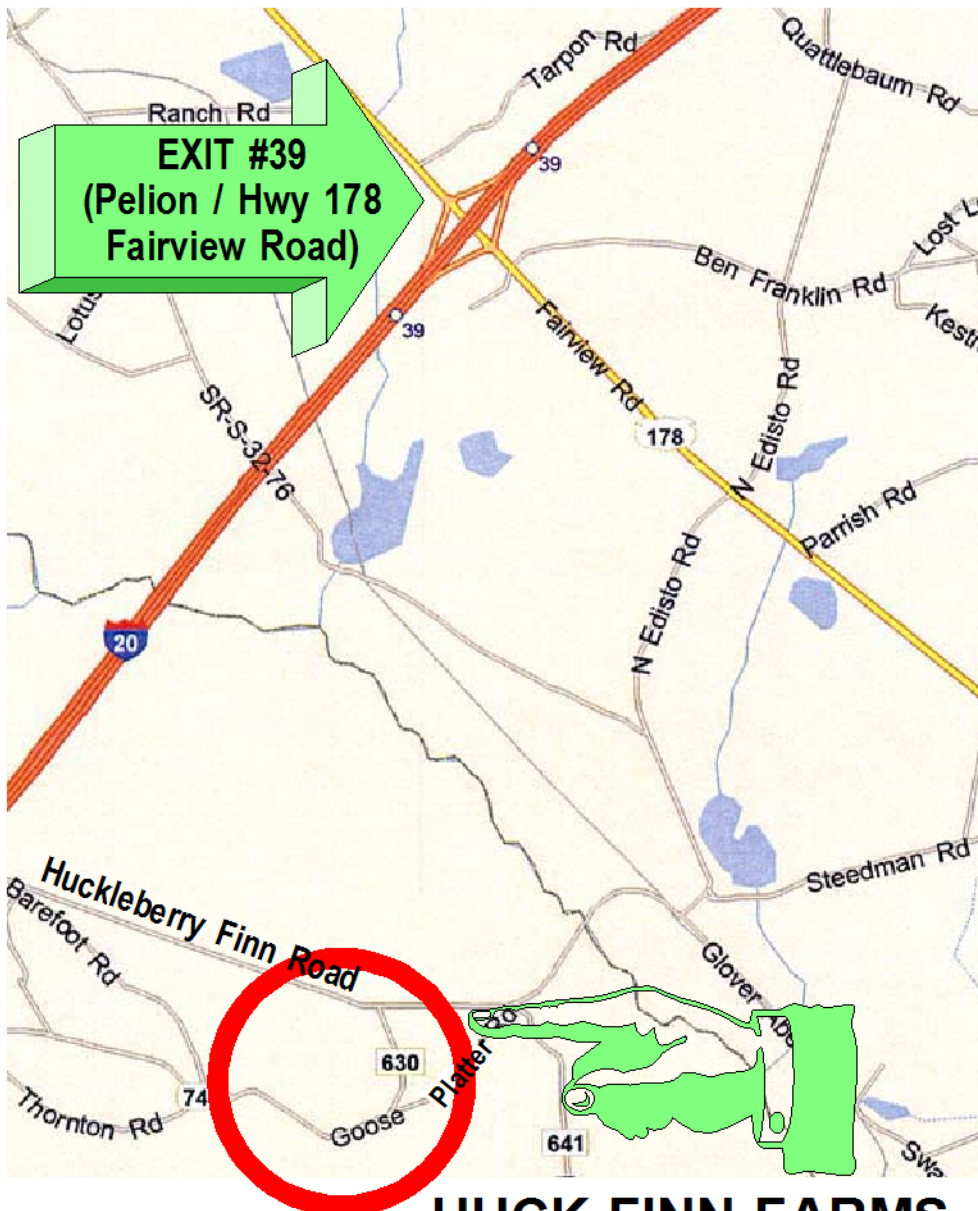 Quattlebaum Rd
Tarpon Rd
Ranch Rd
EXIT #39
(Pelion / Hwy 178
Fairview Road)
39
Lost
Ben Franklin Rd
Lotus
39
Fairview Rd
178
N Edisto Rd
SR-S-32-76
Parrish Rd
N Edisto Rd
20
Steedman Rd
Huckleberry Finn Road
Barefoot Rd
Glover
630
Platter
74
Thornton Rd
Goose
641
HUCK FINN FARMS